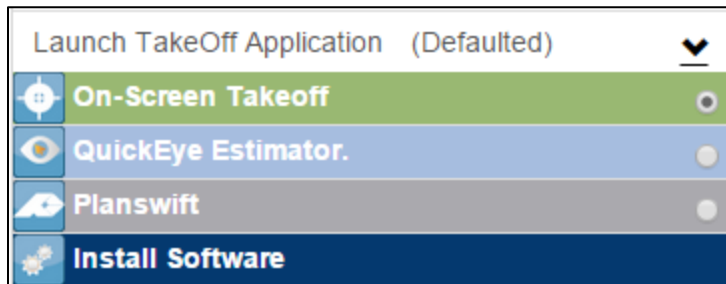 Launch TakeOff Application (Defaulted)
On-Screen Takeoff
QuickEye Estimator.
Planswift
Install Software